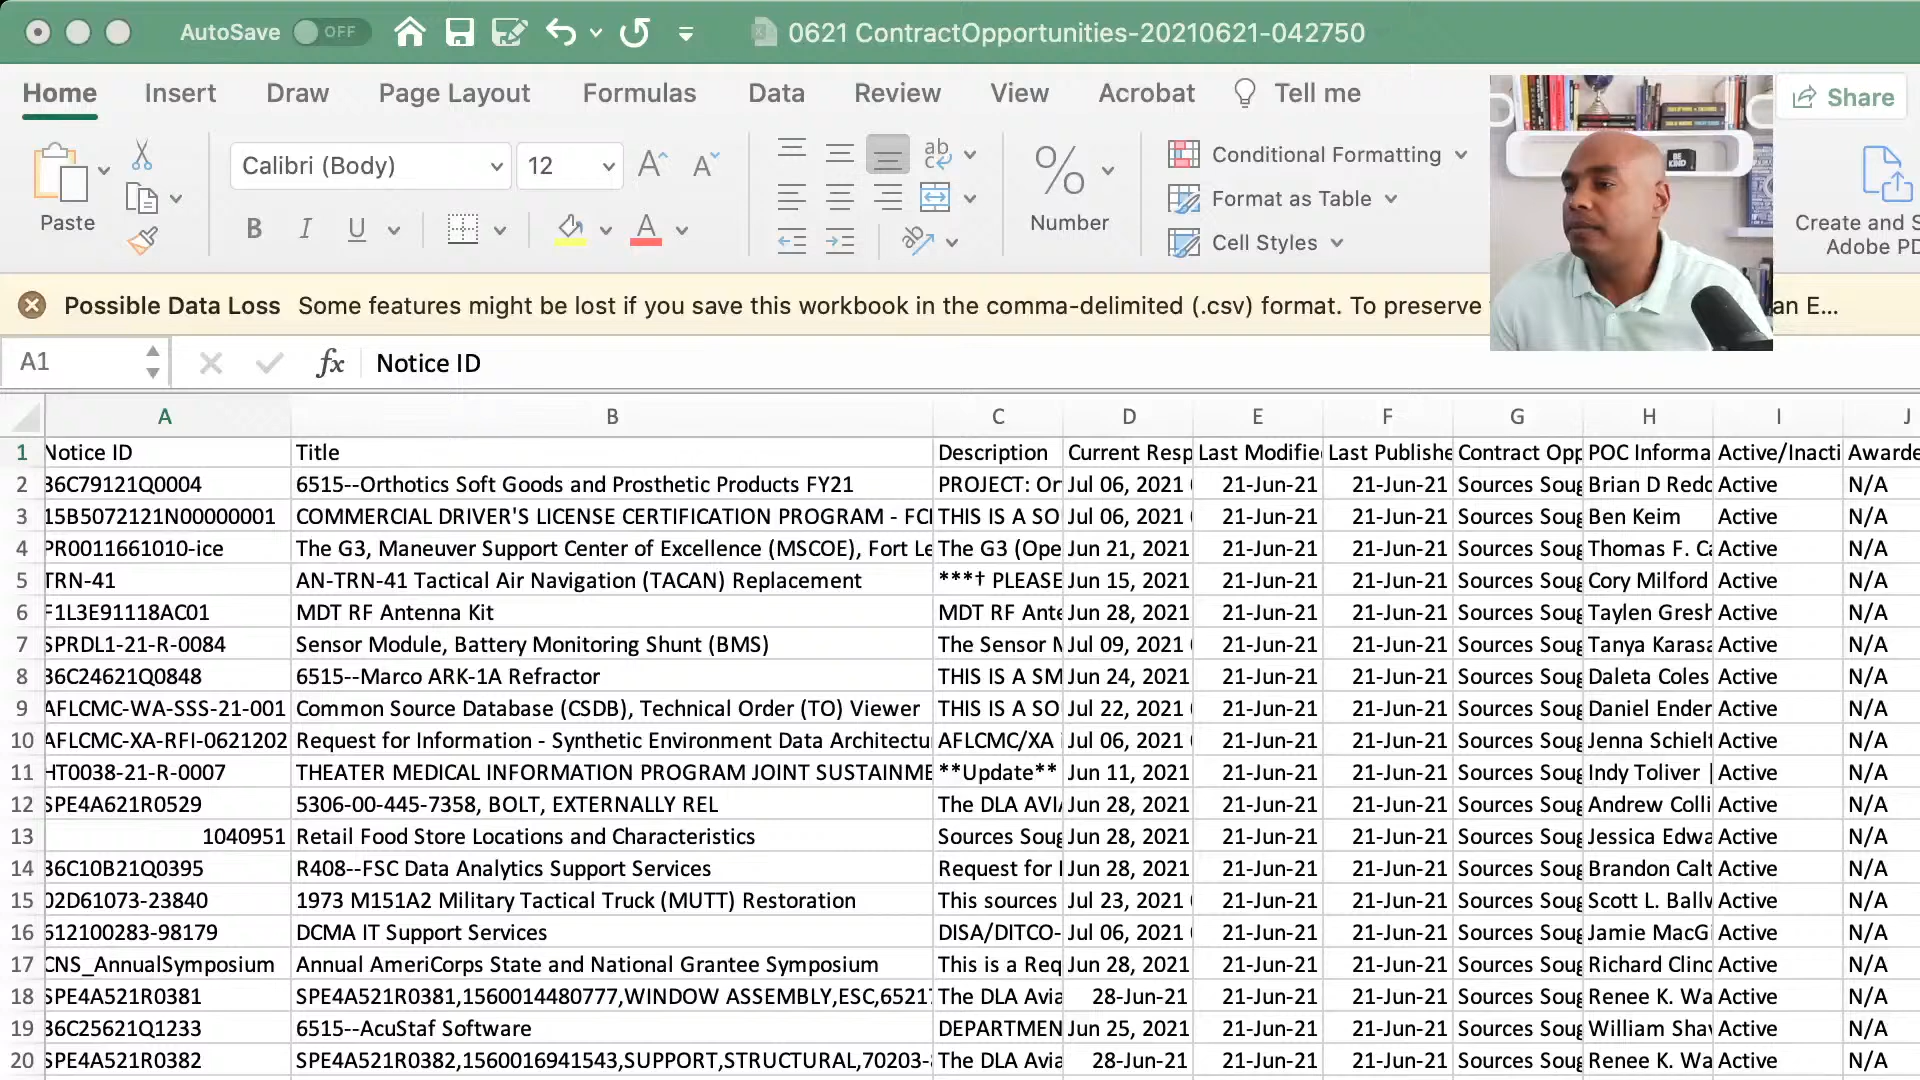 AutoSave OFF 0621 ContractOpportunities-20210621-042750
Home Insert Draw Page Layout Formulas Data Review View Acrobat Tell me Share
Paste Calibri (Body) 12 Number Conditional Formatting
Format as Table
Cell Styles
Create and S
Adobe PD
BE KIND
Possible Data Loss Some features might be lost if you save this workbook in the comma-delimited (.csv) format. To preserve an E...
A1 fx Notice ID
A B C D E F G H I J
1 Notice ID Title Description Current Resp Last Modifie Last Publishe Contract Opp POC Informa Active/Inacti Awarde
2 36C79121Q0004 6515--Orthotics Soft Goods and Prosthetic Products FY21 PROJECT: Or Jul 06, 2021 21-Jun-21 21-Jun-21 Sources Soug Brian D Redd Active N/A
3 15B5072121N00000001 COMMERCIAL DRIVER'S LICENSE CERTIFICATION PROGRAM - FCI THIS IS A SO Jul 06, 2021 21-Jun-21 21-Jun-21 Sources Soug Ben Keim Active N/A
4 PR0011661010-ice The G3, Maneuver Support Center of Excellence (MSCOE), Fort Le The G3 (Ope Jun 21, 2021 21-Jun-21 21-Jun-21 Sources Soug Thomas F. Ca Active N/A
5 TRN-41 AN-TRN-41 Tactical Air Navigation (TACAN) Replacement ***† PLEASE Jun 15, 2021 21-Jun-21 21-Jun-21 Sources Soug Cory Milford Active N/A
6 F1L3E91118AC01 MDT RF Antenna Kit MDT RF Ante Jun 28, 2021 21-Jun-21 21-Jun-21 Sources Soug Taylen Gresh Active N/A
7 SPRDL1-21-R-0084 Sensor Module, Battery Monitoring Shunt (BMS) The Sensor M Jul 09, 2021 21-Jun-21 21-Jun-21 Sources Soug Tanya Karasa Active N/A
8 36C24621Q0848 6515--Marco ARK-1A Refractor THIS IS A SM Jun 24, 2021 21-Jun-21 21-Jun-21 Sources Soug Daleta Coles Active N/A
9 AFLCMC-WA-SSS-21-001 Common Source Database (CSDB), Technical Order (TO) Viewer THIS IS A SO Jul 22, 2021 21-Jun-21 21-Jun-21 Sources Soug Daniel Ender Active N/A
10 AFLCMC-XA-RFI-0621202 Request for Information - Synthetic Environment Data Architectu AFLCMC/XA Jul 06, 2021 21-Jun-21 21-Jun-21 Sources Soug Jenna Schielt Active N/A
11 HT0038-21-R-0007 THEATER MEDICAL INFORMATION PROGRAM JOINT SUSTAINME **Update** Jun 11, 2021 21-Jun-21 21-Jun-21 Sources Soug Indy Toliver | Active N/A
12 SPE4A621R0529 5306-00-445-7358, BOLT, EXTERNALLY REL The DLA AVI Jun 28, 2021 21-Jun-21 21-Jun-21 Sources Soug Andrew Colli Active N/A
13 1040951 Retail Food Store Locations and Characteristics Sources Soug Jun 28, 2021 21-Jun-21 21-Jun-21 Sources Soug Jessica Edwa Active N/A
14 36C10B21Q0395 R408--FSC Data Analytics Support Services Request for I Jun 28, 2021 21-Jun-21 21-Jun-21 Sources Soug Brandon Calt Active N/A
15 02D61073-23840 1973 M151A2 Military Tactical Truck (MUTT) Restoration This sources Jul 23, 2021 21-Jun-21 21-Jun-21 Sources Soug Scott L. Ballw Active N/A
16 612100283-98179 DCMA IT Support Services DISA/DITCO- Jul 06, 2021 21-Jun-21 21-Jun-21 Sources Soug Jamie MacGi Active N/A
17 CNS_AnnualSymposium Annual AmeriCorps State and National Grantee Symposium This is a Req Jun 28, 2021 21-Jun-21 21-Jun-21 Sources Soug Richard Clinc Active N/A
18 SPE4A521R0381 SPE4A521R0381,1560014480777,WINDOW ASSEMBLY,ESC,65217 The DLA Avia 28-Jun-21 21-Jun-21 21-Jun-21 Sources Soug Renee K. Wa Active N/A
19 36C25621Q1233 6515--AcuStaf Software DEPARTMEN Jun 25, 2021 21-Jun-21 21-Jun-21 Sources Soug William Shav Active N/A
20 SPE4A521R0382 SPE4A521R0382,1560016941543,SUPPORT,STRUCTURAL,70203- The DLA Avia 28-Jun-21 21-Jun-21 21-Jun-21 Sources Soug Renee K. Wa Active N/A